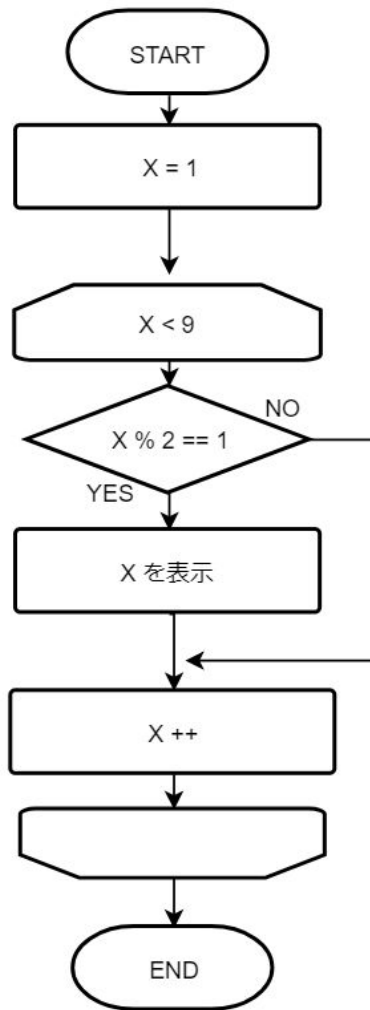 START
X = 1
X < 9
X % 2 == 1
NO
YES
X を表示
X ++
END